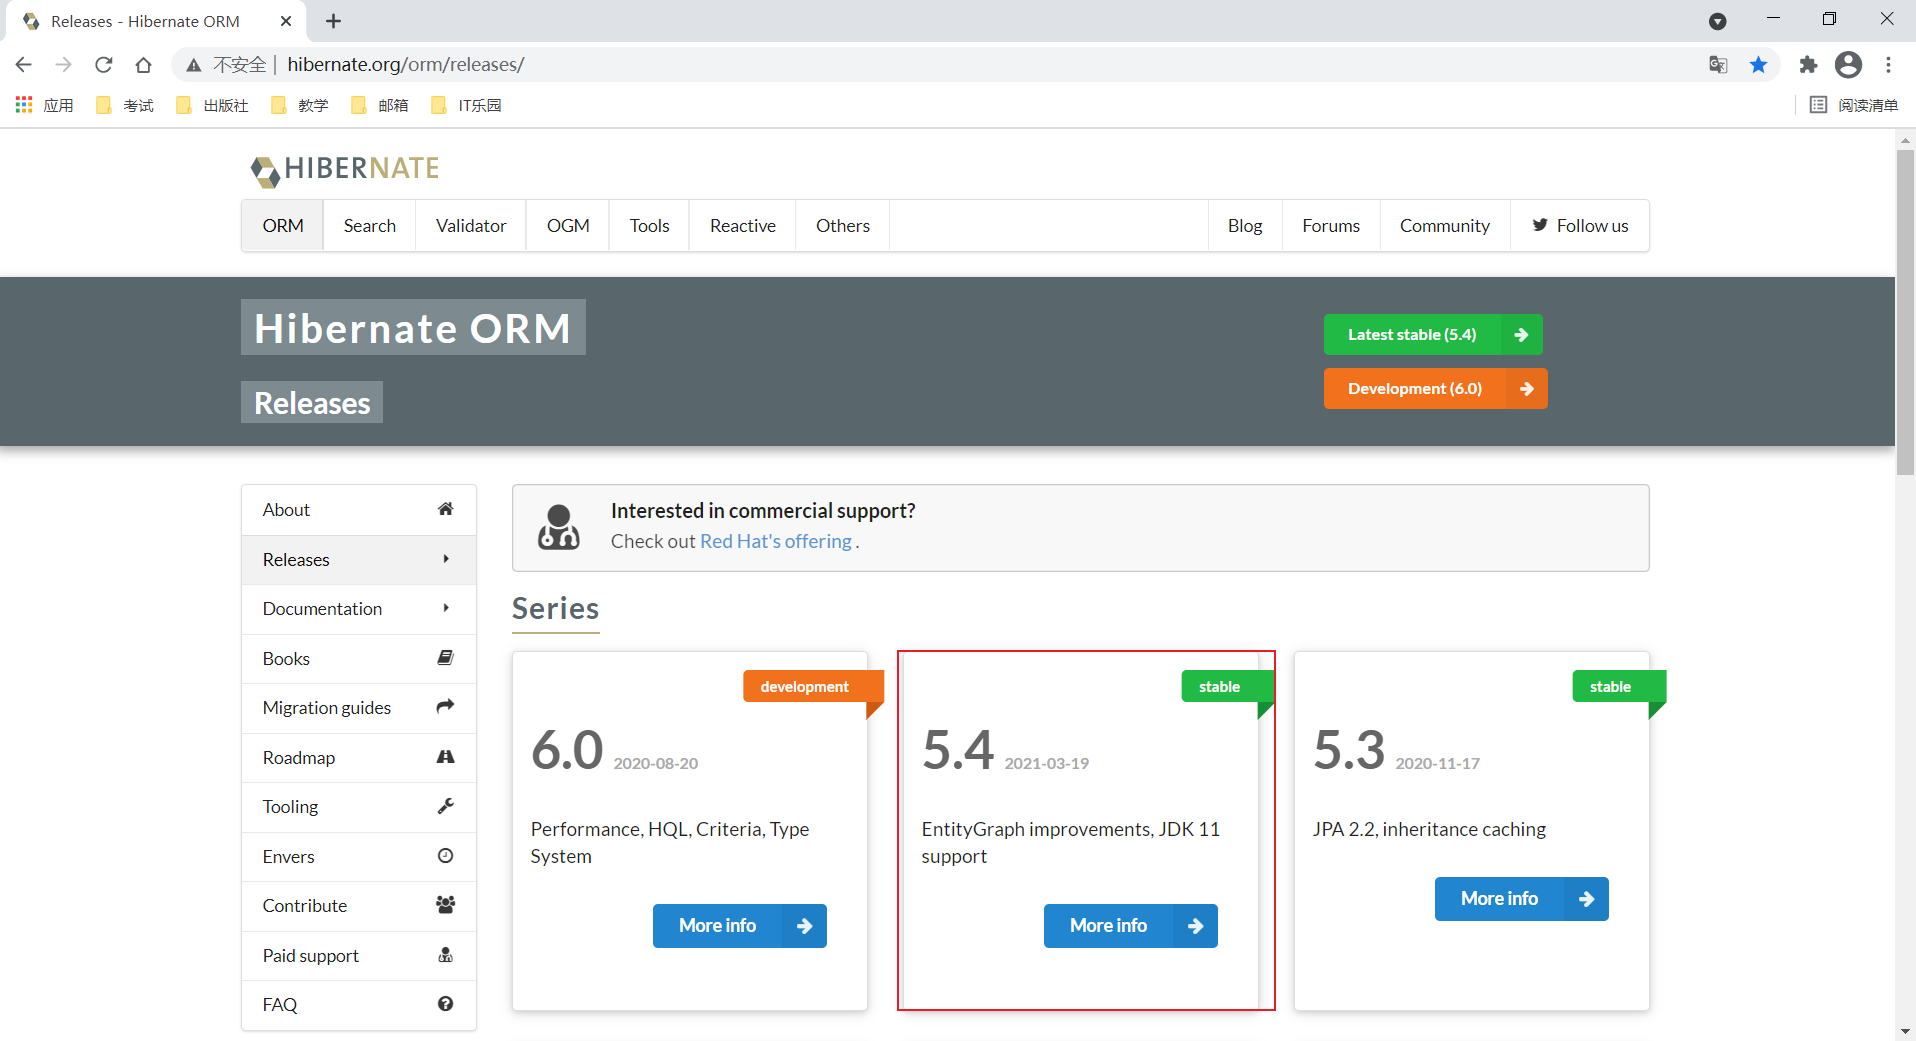 Releases - Hibernate ORM
不安全 | hibernate.org/orm/releases/
应用 考试 出版社 教学 邮箱 IT乐园 阅读清单
HIBERNATE
ORM Search Validator OGM Tools Reactive Others Blog Forums Community Follow us
Hibernate ORM
Latest stable (5.4)
Development (6.0)
Releases
About
Releases
Documentation
Books
Migration guides
Roadmap
Tooling
Envers
Contribute
Paid support
FAQ
Interested in commercial support?
Check out Red Hat's offering .
Series
development
6.0 2020-08-20
Performance, HQL, Criteria, Type
System
More info
stable
5.4 2021-03-19
EntityGraph improvements, JDK 11
support
More info
stable
5.3 2020-11-17
JPA 2.2, inheritance caching
More info